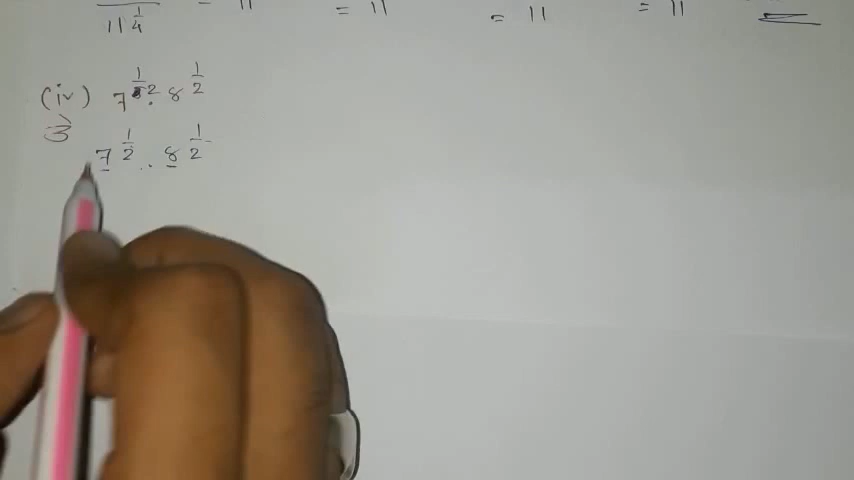 11^(1/4) = 11 = 11 = 11 = 11
(iv) 7^(1/2) · 8^(1/2)
⇒ 7^(1/2) · 8^(1/2)